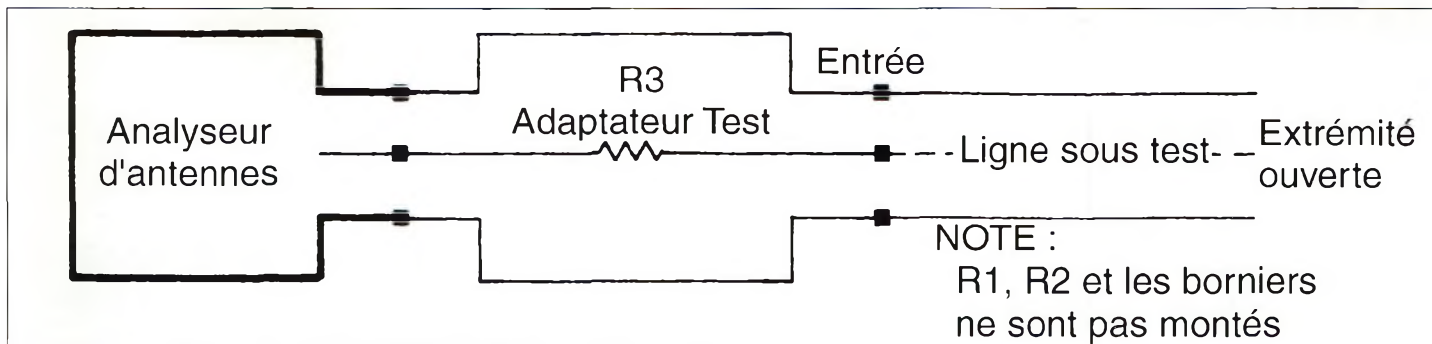 Analyseur
d'antennes
R3
Adaptateur Test
Entrée
Ligne sous test
Extrémité
ouverte
NOTE :
R1, R2 et les borniers
ne sont pas montés